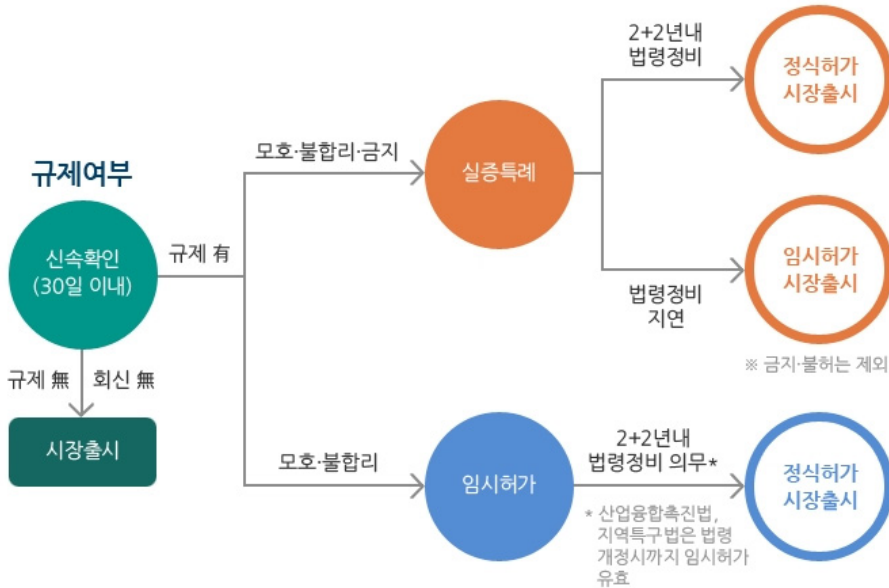 규제여부
신속확인
(30일 이내)
규제 無
회신 無
시장출시
규제 有
모호·불합리·금지
실증특례
2+2년내
법령정비
정식허가
시장출시
법령정비
지연
임시허가
시장출시
※ 금지·불허는 제외
모호·불합리
임시허가
2+2년내
법령정비 의무*
* 산업융합촉진법,
지역특구법은 법령
개정시까지 임시허가
유효
정식허가
시장출시